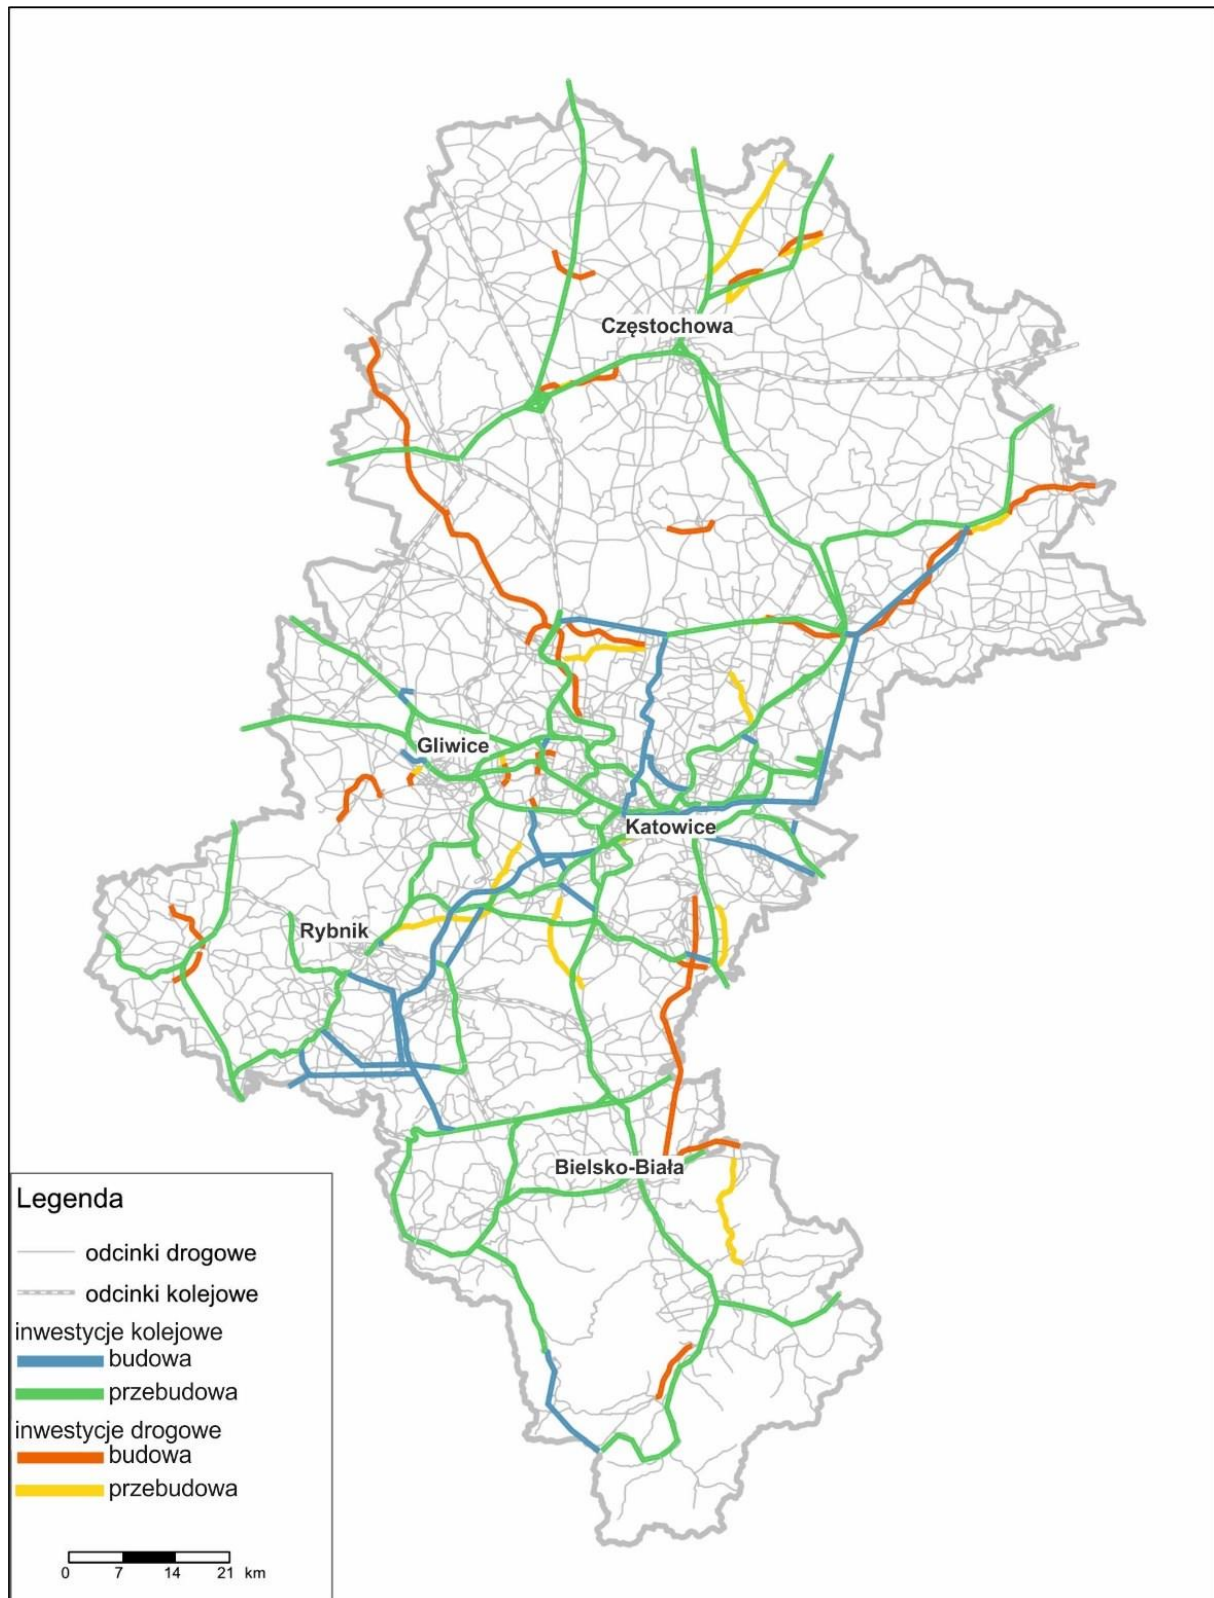 Częstochowa
Gliwice
Katowice
Rybnik
Bielsko-Biała
Legenda
odcinki drogowe
odcinki kolejowe
inwestycje kolejowe
budowa
przebudowa
inwestycje drogowe
budowa
przebudowa
0 7 14 21 km